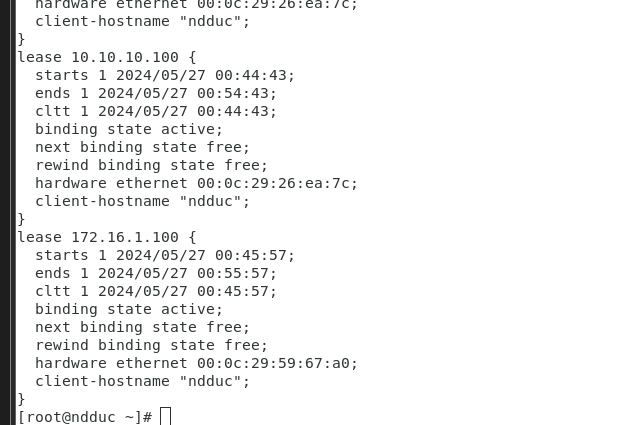 hardware ethernet 00:0c:29:26:ea:7c;
client-hostname "ndduc";
}
lease 10.10.10.100 {
starts 1 2024/05/27 00:44:43;
ends 1 2024/05/27 00:54:43;
cltt 1 2024/05/27 00:44:43;
binding state active;
next binding state free;
rewind binding state free;
hardware ethernet 00:0c:29:26:ea:7c;
client-hostname "ndduc";
}
lease 172.16.1.100 {
starts 1 2024/05/27 00:45:57;
ends 1 2024/05/27 00:55:57;
cltt 1 2024/05/27 00:45:57;
binding state active;
next binding state free;
rewind binding state free;
hardware ethernet 00:0c:29:59:67:a0;
client-hostname "ndduc";
}
[root@ndduc ~]#